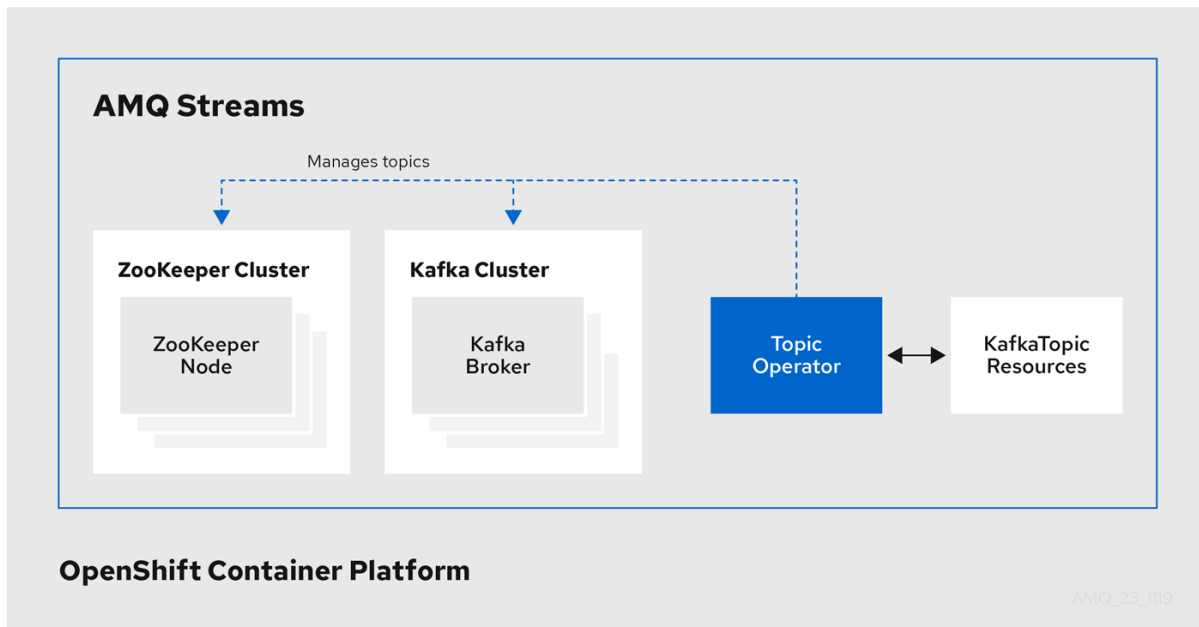 AMQ Streams
Manages topics
ZooKeeper Cluster
ZooKeeper
Node
Kafka Cluster
Kafka
Broker
Topic
Operator
KafkaTopic
Resources
OpenShift Container Platform
AMQ_23_1119